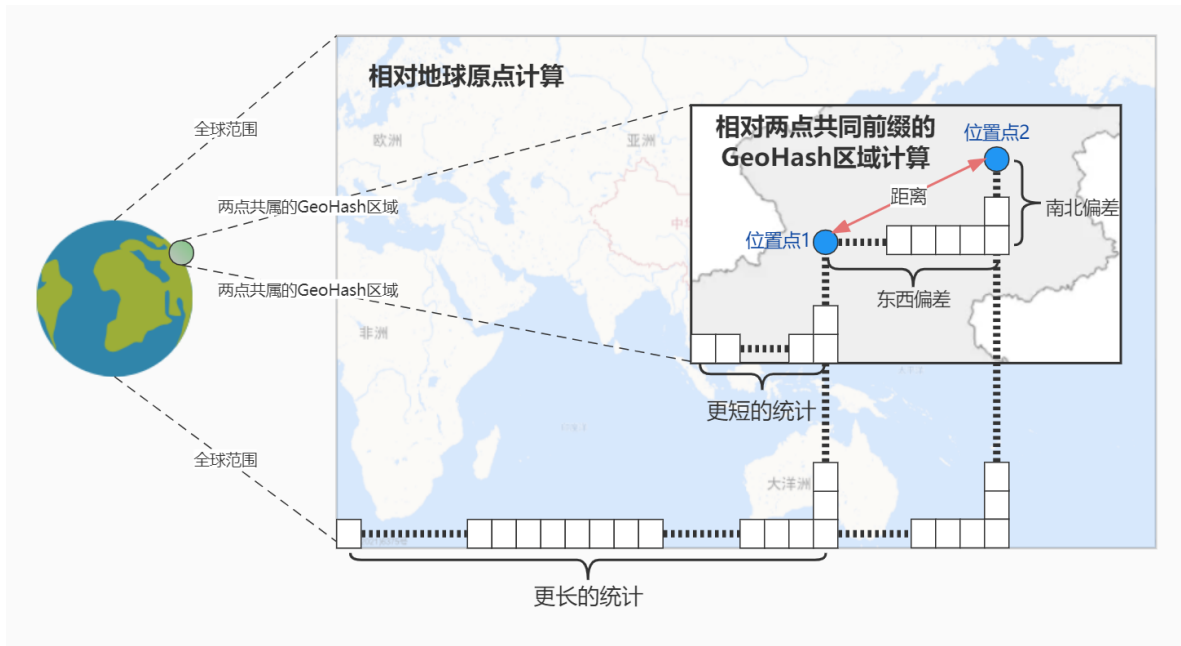 相对地球原点计算
全球范围
欧洲
亚洲
相对两点共同前缀的
GeoHash区域计算
位置点2
距离
南北偏差
两点共属的GeoHash区域
位置点1
东西偏差
两点共属的GeoHash区域
非洲
更短的统计
全球范围
大洋洲
更长的统计